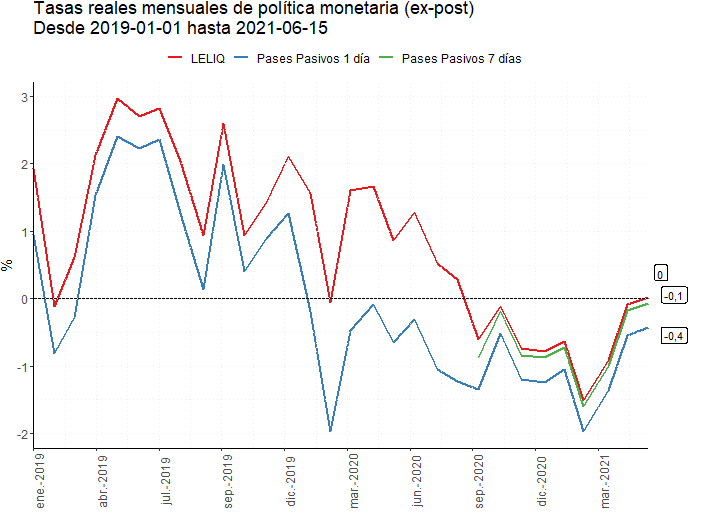 Tasas reales mensuales de política monetaria (ex-post)
Desde 2019-01-01 hasta 2021-06-15
LELIQ Pases Pasivos 1 día Pases Pasivos 7 días
3
2
1
0
-1
-2
%
0
-0,1
-0,4
ene.-2019 abr.-2019 jul.-2019 sep.-2019 dic.-2019 mar.-2020 jun.-2020 sep.-2020 dic.-2020 mar.-2021